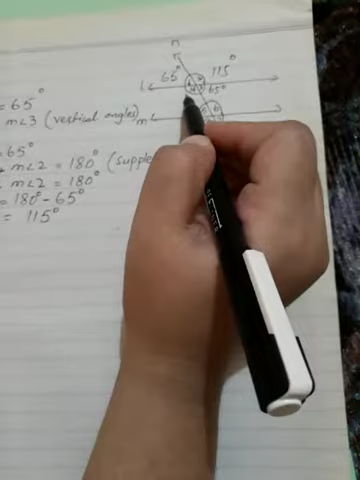 n
65° 115°
l 65°
= 65°
m∠3 (vertical angles)
m
= 65°
m∠2 = 180° (supple
m∠2 = 180°
= 180° - 65°
= 115°